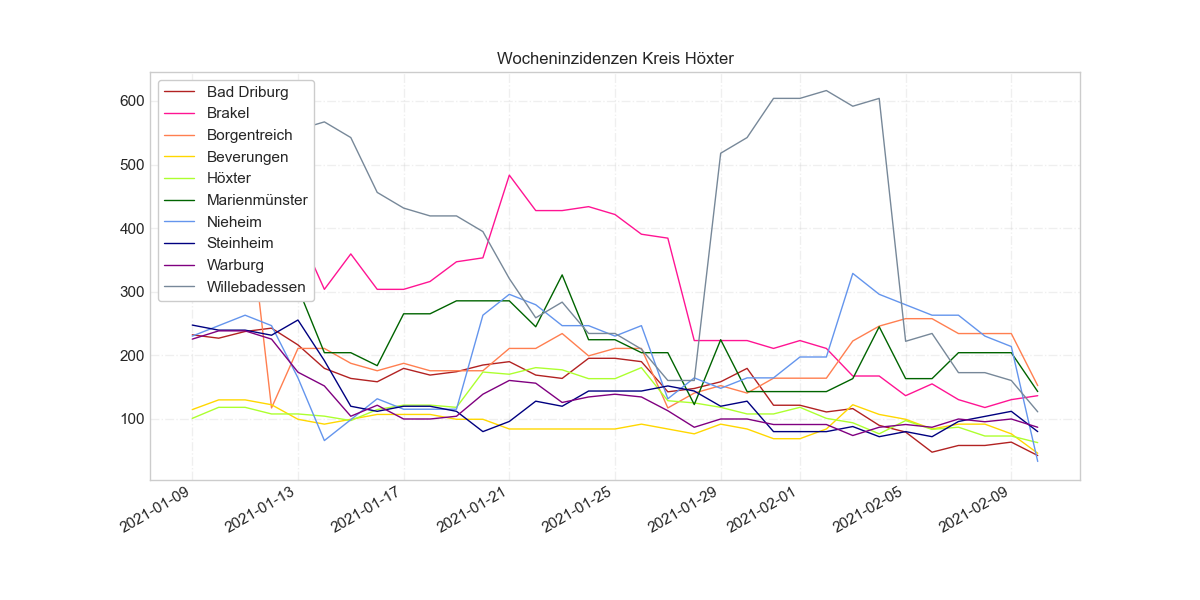 Wocheninzidenzen Kreis Höxter
600
500
400
300
200
100
Bad Driburg
Brakel
Borgentreich
Beverungen
Höxter
Marienmünster
Nieheim
Steinheim
Warburg
Willebadessen
2021-01-09
2021-01-13
2021-01-17
2021-01-21
2021-01-25
2021-01-29
2021-02-01
2021-02-05
2021-02-09